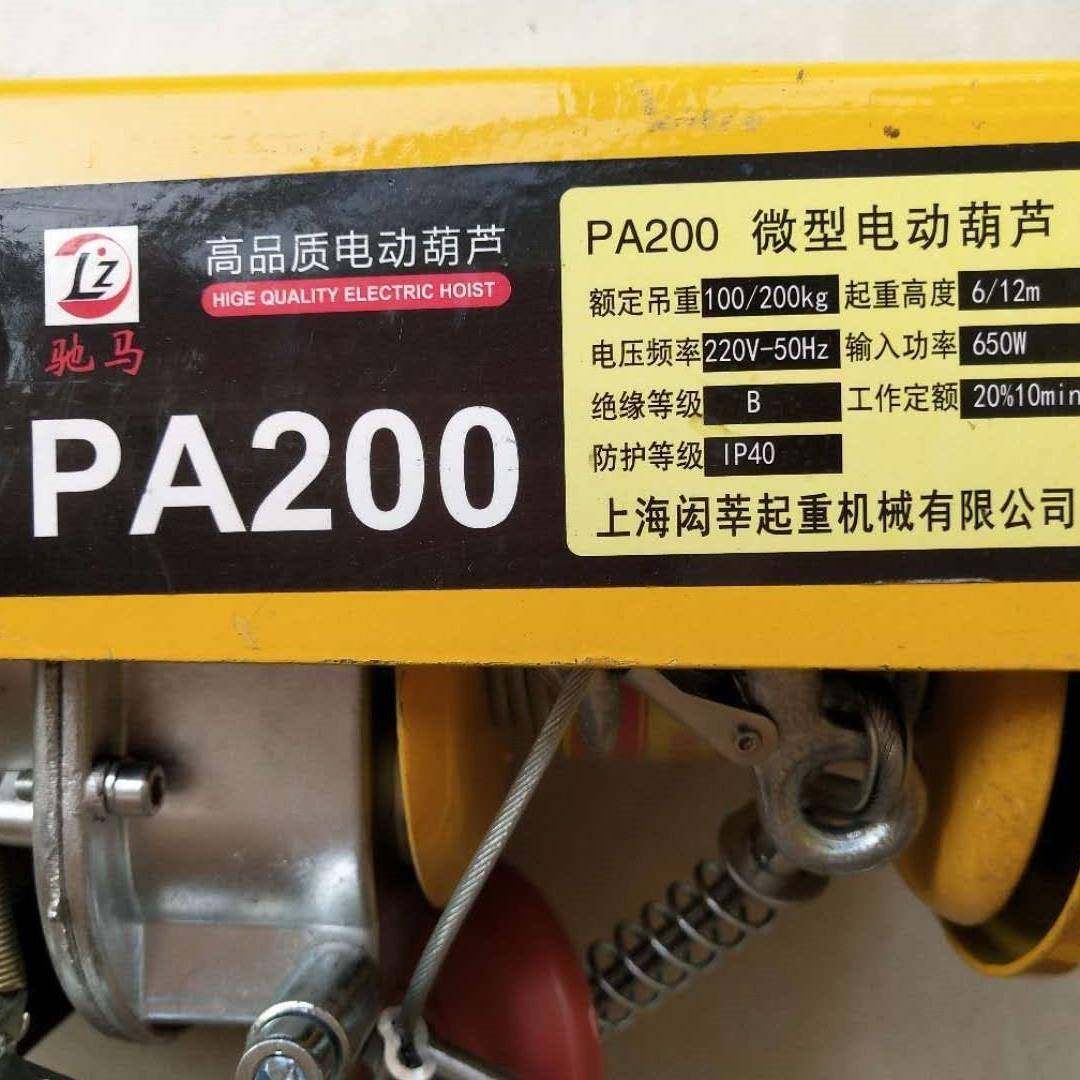 Lz
驰马
高品质电动葫芦
HIGE QUALITY ELECTRIC HOIST
PA200
PA200 微型电动葫芦
额定吊重 100/200kg 起重高度 6/12m
电压频率 220V-50Hz 输入功率 650W
绝缘等级 B 工作定额 20%10min
防护等级 IP40
上海闳莘起重机械有限公司